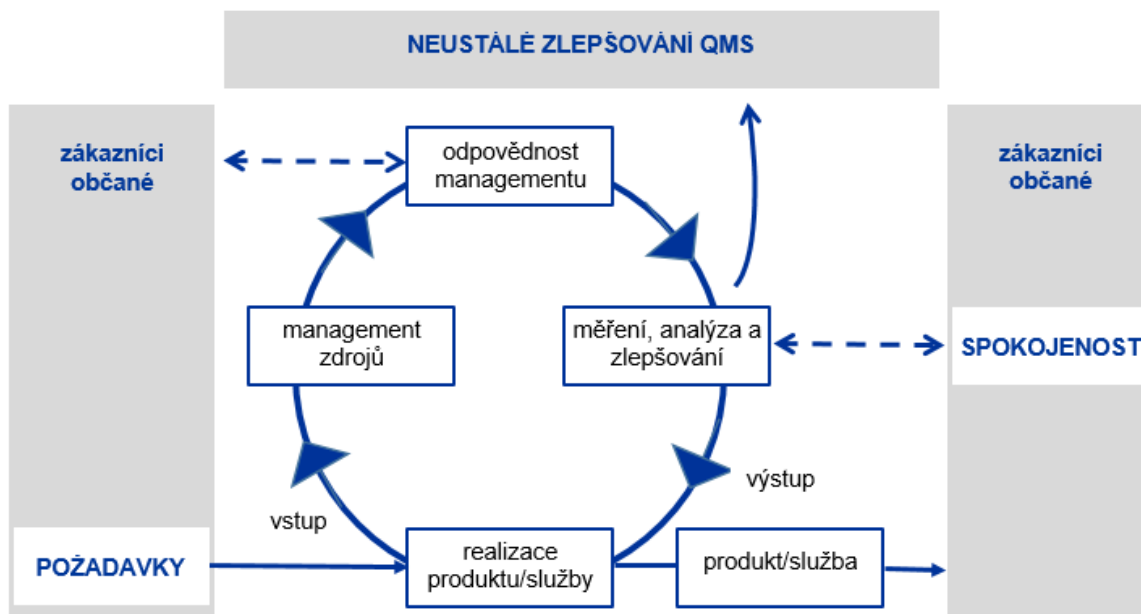 NEUSTÁLÉ ZLEPŠOVÁNÍ QMS
zákazníci
občané
odpovědnost
managementu
zákazníci
občané
management
zdrojů
měření, analýza a
zlepšování
SPOKOJENOST
vstup
výstup
POŽADAVKY
realizace
produktu/služby
produkt/služba